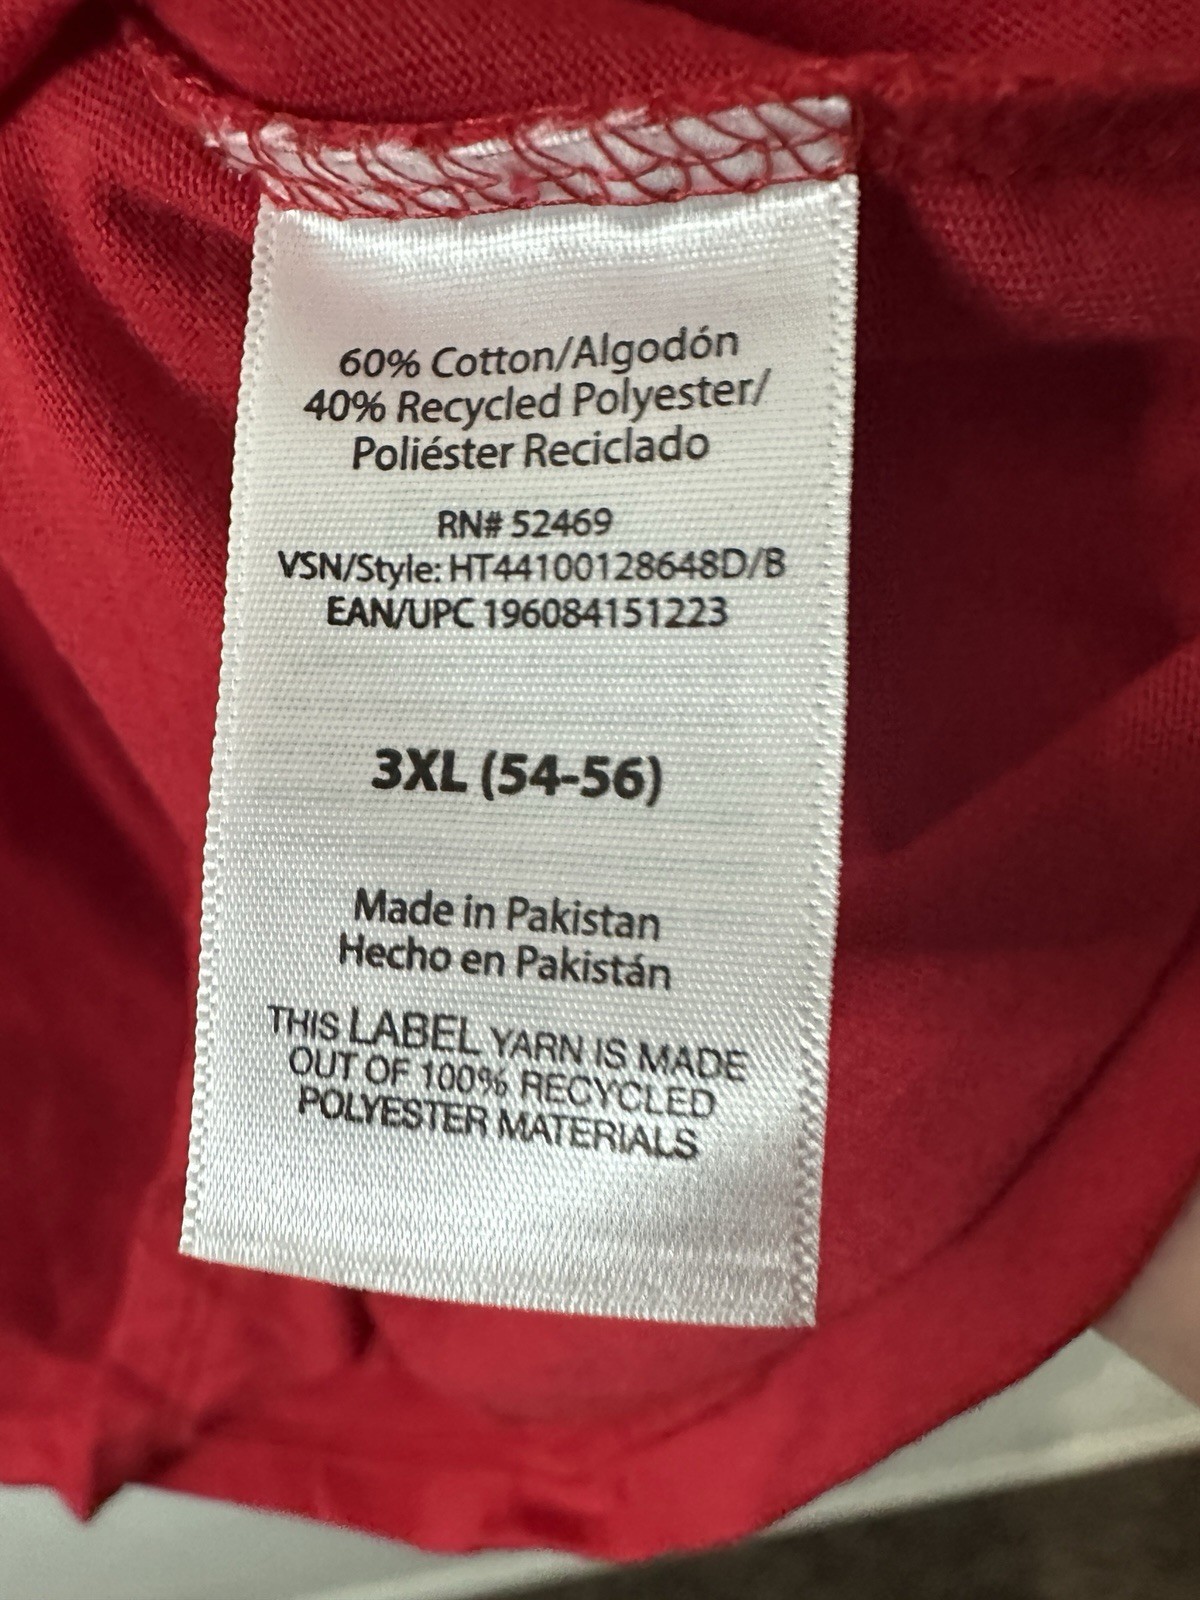 60% Cotton/Algodón
40% Recycled Polyester/
Poliéster Reciclado
RN# 52469
VSN/Style: HT44100128648D/B
EAN/UPC 196084151223
3XL (54-56)
Made in Pakistan
Hecho en Pakistán
THIS LABEL YARN IS MADE
OUT OF 100% RECYCLED
POLYESTER MATERIALS